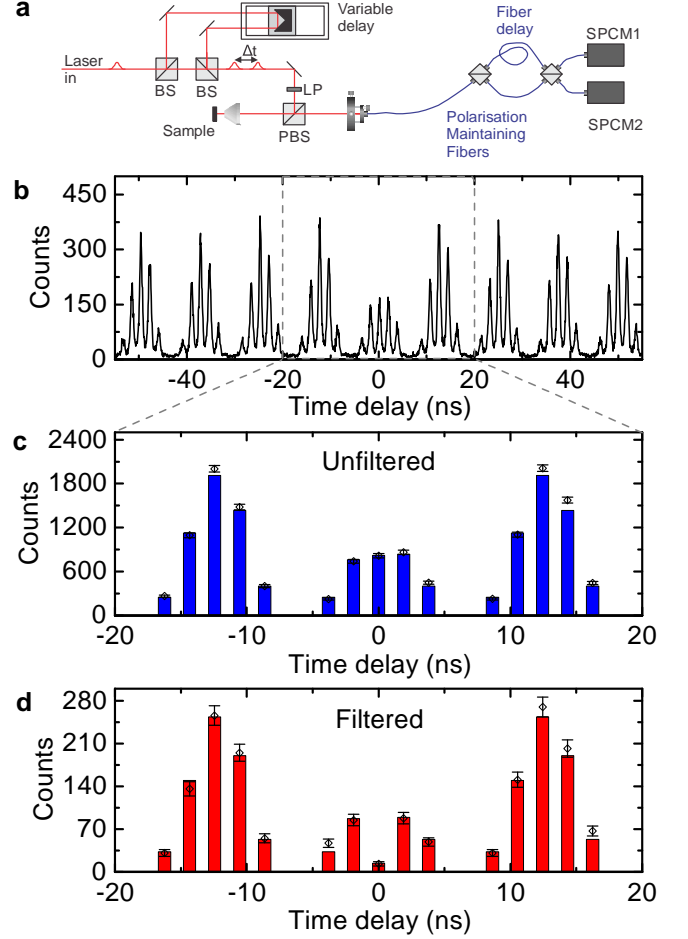 a
Variable delay
Laser in
Δt
BS
BS
LP
Sample
PBS
Fiber delay
SPCM1
Polarisation Maintaining Fibers
SPCM2
b
Counts
450
300
150
0
-40
-20
0
20
40
Time delay (ns)
c
Unfiltered
Counts
2400
1800
1200
600
0
-20
-10
0
10
20
Time delay (ns)
d
Filtered
Counts
280
210
140
70
0
-20
-10
0
10
20
Time delay (ns)